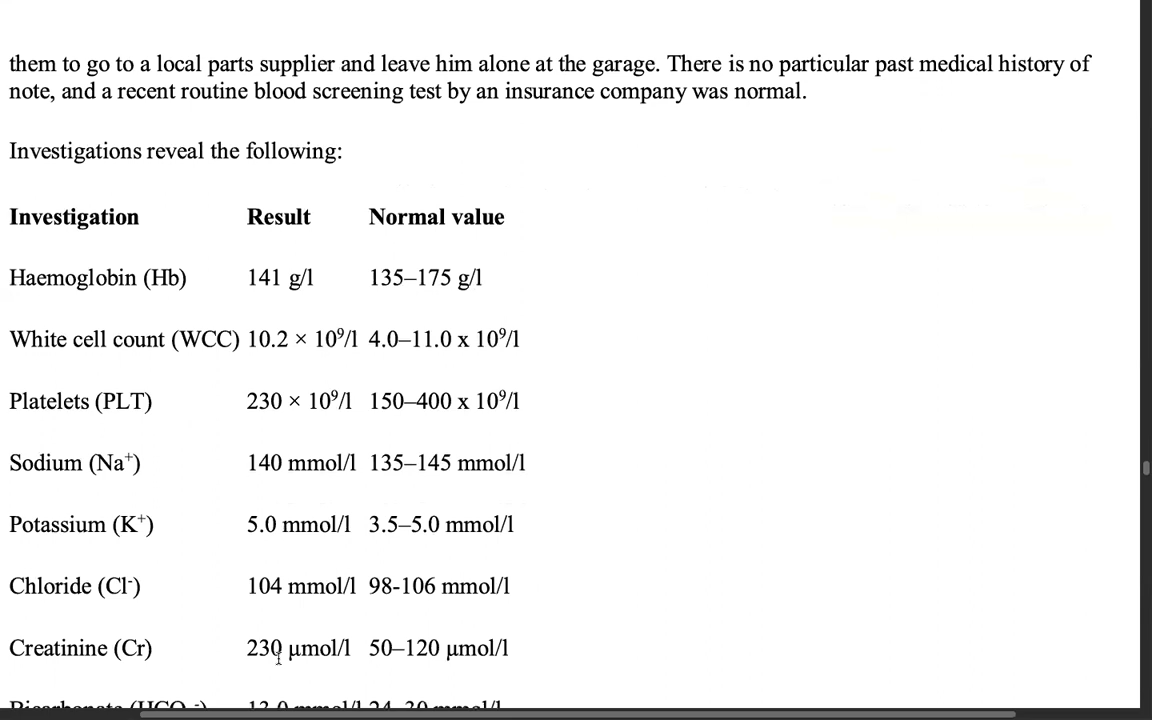 them to go to a local parts supplier and leave him alone at the garage. There is no particular past medical history of
note, and a recent routine blood screening test by an insurance company was normal.
Investigations reveal the following:
Investigation Result Normal value
Haemoglobin (Hb) 141 g/l 135–175 g/l
White cell count (WCC) 10.2 × 10⁹/l 4.0–11.0 x 10⁹/l
Platelets (PLT) 230 × 10⁹/l 150–400 x 10⁹/l
Sodium (Na⁺) 140 mmol/l 135–145 mmol/l
Potassium (K⁺) 5.0 mmol/l 3.5–5.0 mmol/l
Chloride (Cl⁻) 104 mmol/l 98-106 mmol/l
Creatinine (Cr) 230 µmol/l 50–120 µmol/l